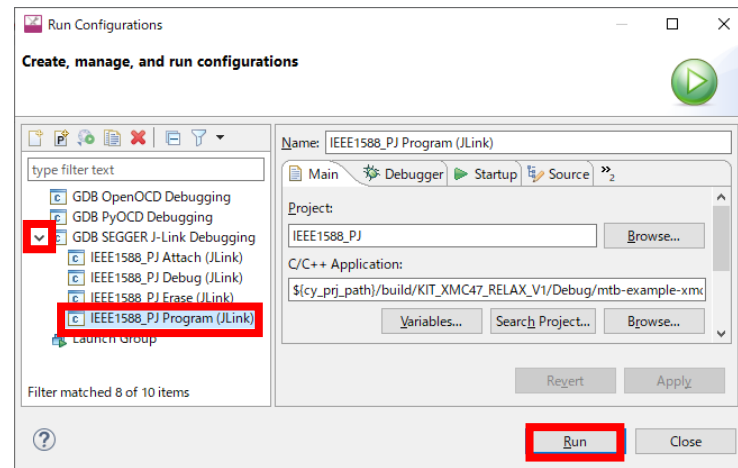 Run Configurations
Create, manage, and run configurations
type filter text
GDB OpenOCD Debugging
GDB PyOCD Debugging
GDB SEGGER J-Link Debugging
IEEE1588_PJ Attach (JLink)
IEEE1588_PJ Debug (JLink)
IEEE1588_PJ Erase (JLink)
IEEE1588_PJ Program (JLink)
Launch Group
Filter matched 8 of 10 items
Name: IEEE1588_PJ Program (JLink)
Main Debugger Startup Source »2
Project:
IEEE1588_PJ Browse...
C/C++ Application:
${cy_prj_path}/build/KIT_XMC47_RELAX_V1/Debug/mtb-example-xmc
Variables... Search Project... Browse...
Revert Apply
Run Close